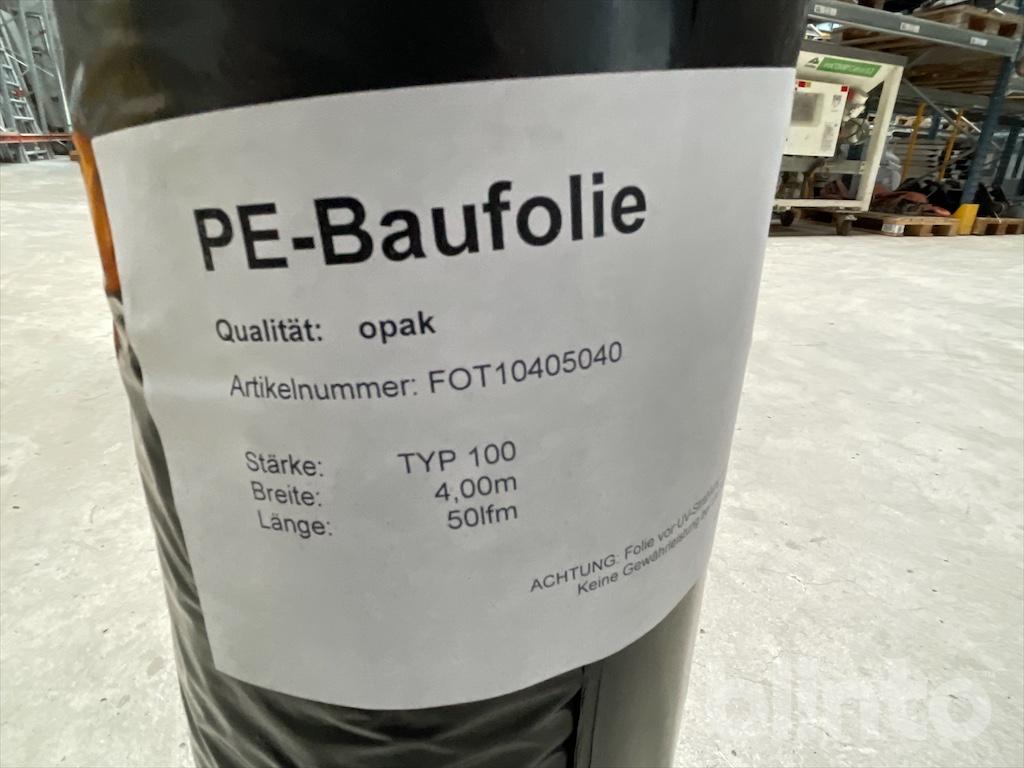 PE-Baufolie
Qualität: opak
Artikelnummer: FOT10405040
Stärke: TYP 100
Breite: 4,00m
Länge: 50lfm
ACHTUNG: Folie vor UV-Strahlung
Keine Gewährleistung
blinto